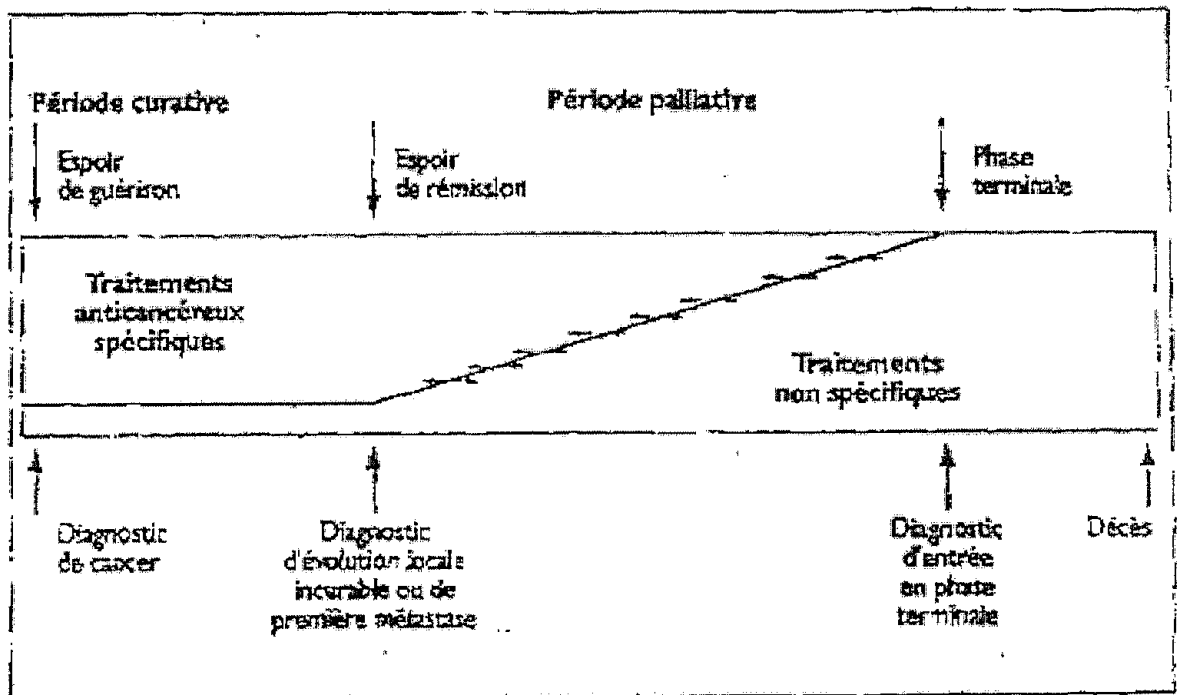 Période curative
Période palliative
Espoir
de guérison
Espoir
de rémission
Phase
terminale
Traitements
anticancéreux
spécifiques
Traitements
non spécifiques
Diagnostic
de cancer
Diagnostic
d'évolution locale
incurable ou de
première métastase
Diagnostic
d'entrée
en phase
terminale
Décès